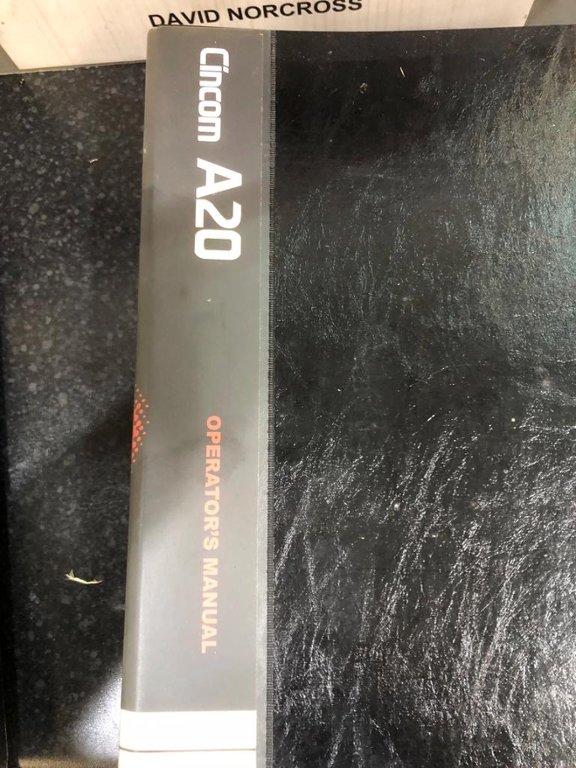 DAVID NORCROSS
Cincom A20
OPERATOR'S MANUAL